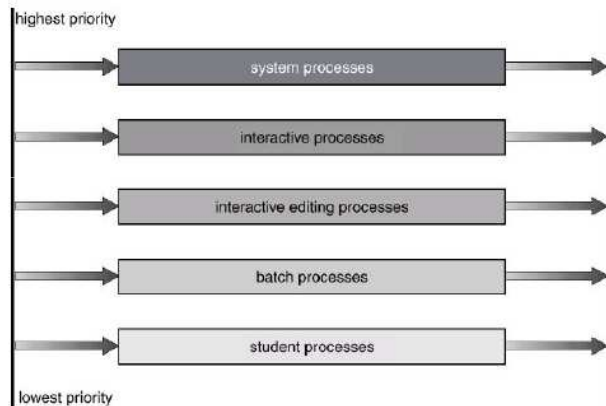 highest priority
system processes
interactive processes
interactive editing processes
batch processes
student processes
lowest priority